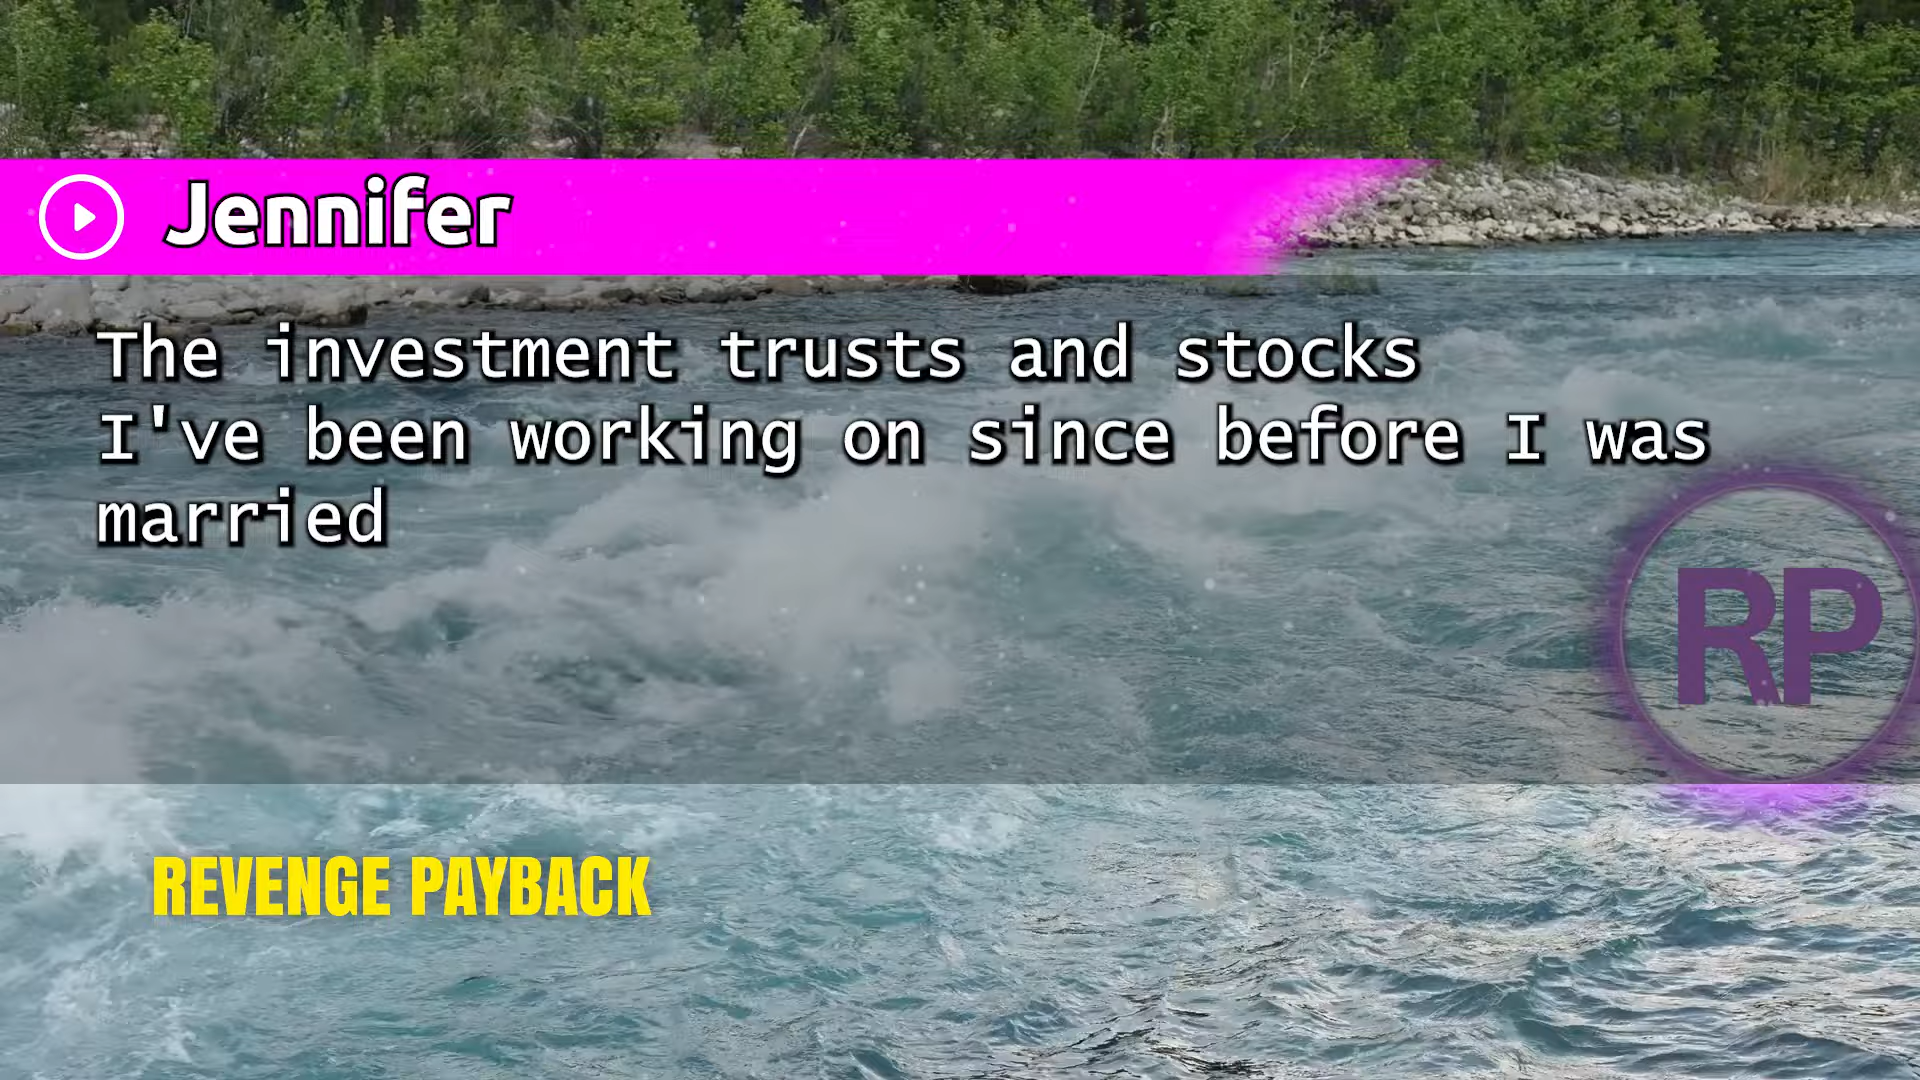 Jennifer
The investment trusts and stocks
I've been working on since before I was
married
RP
REVENGE PAYBACK